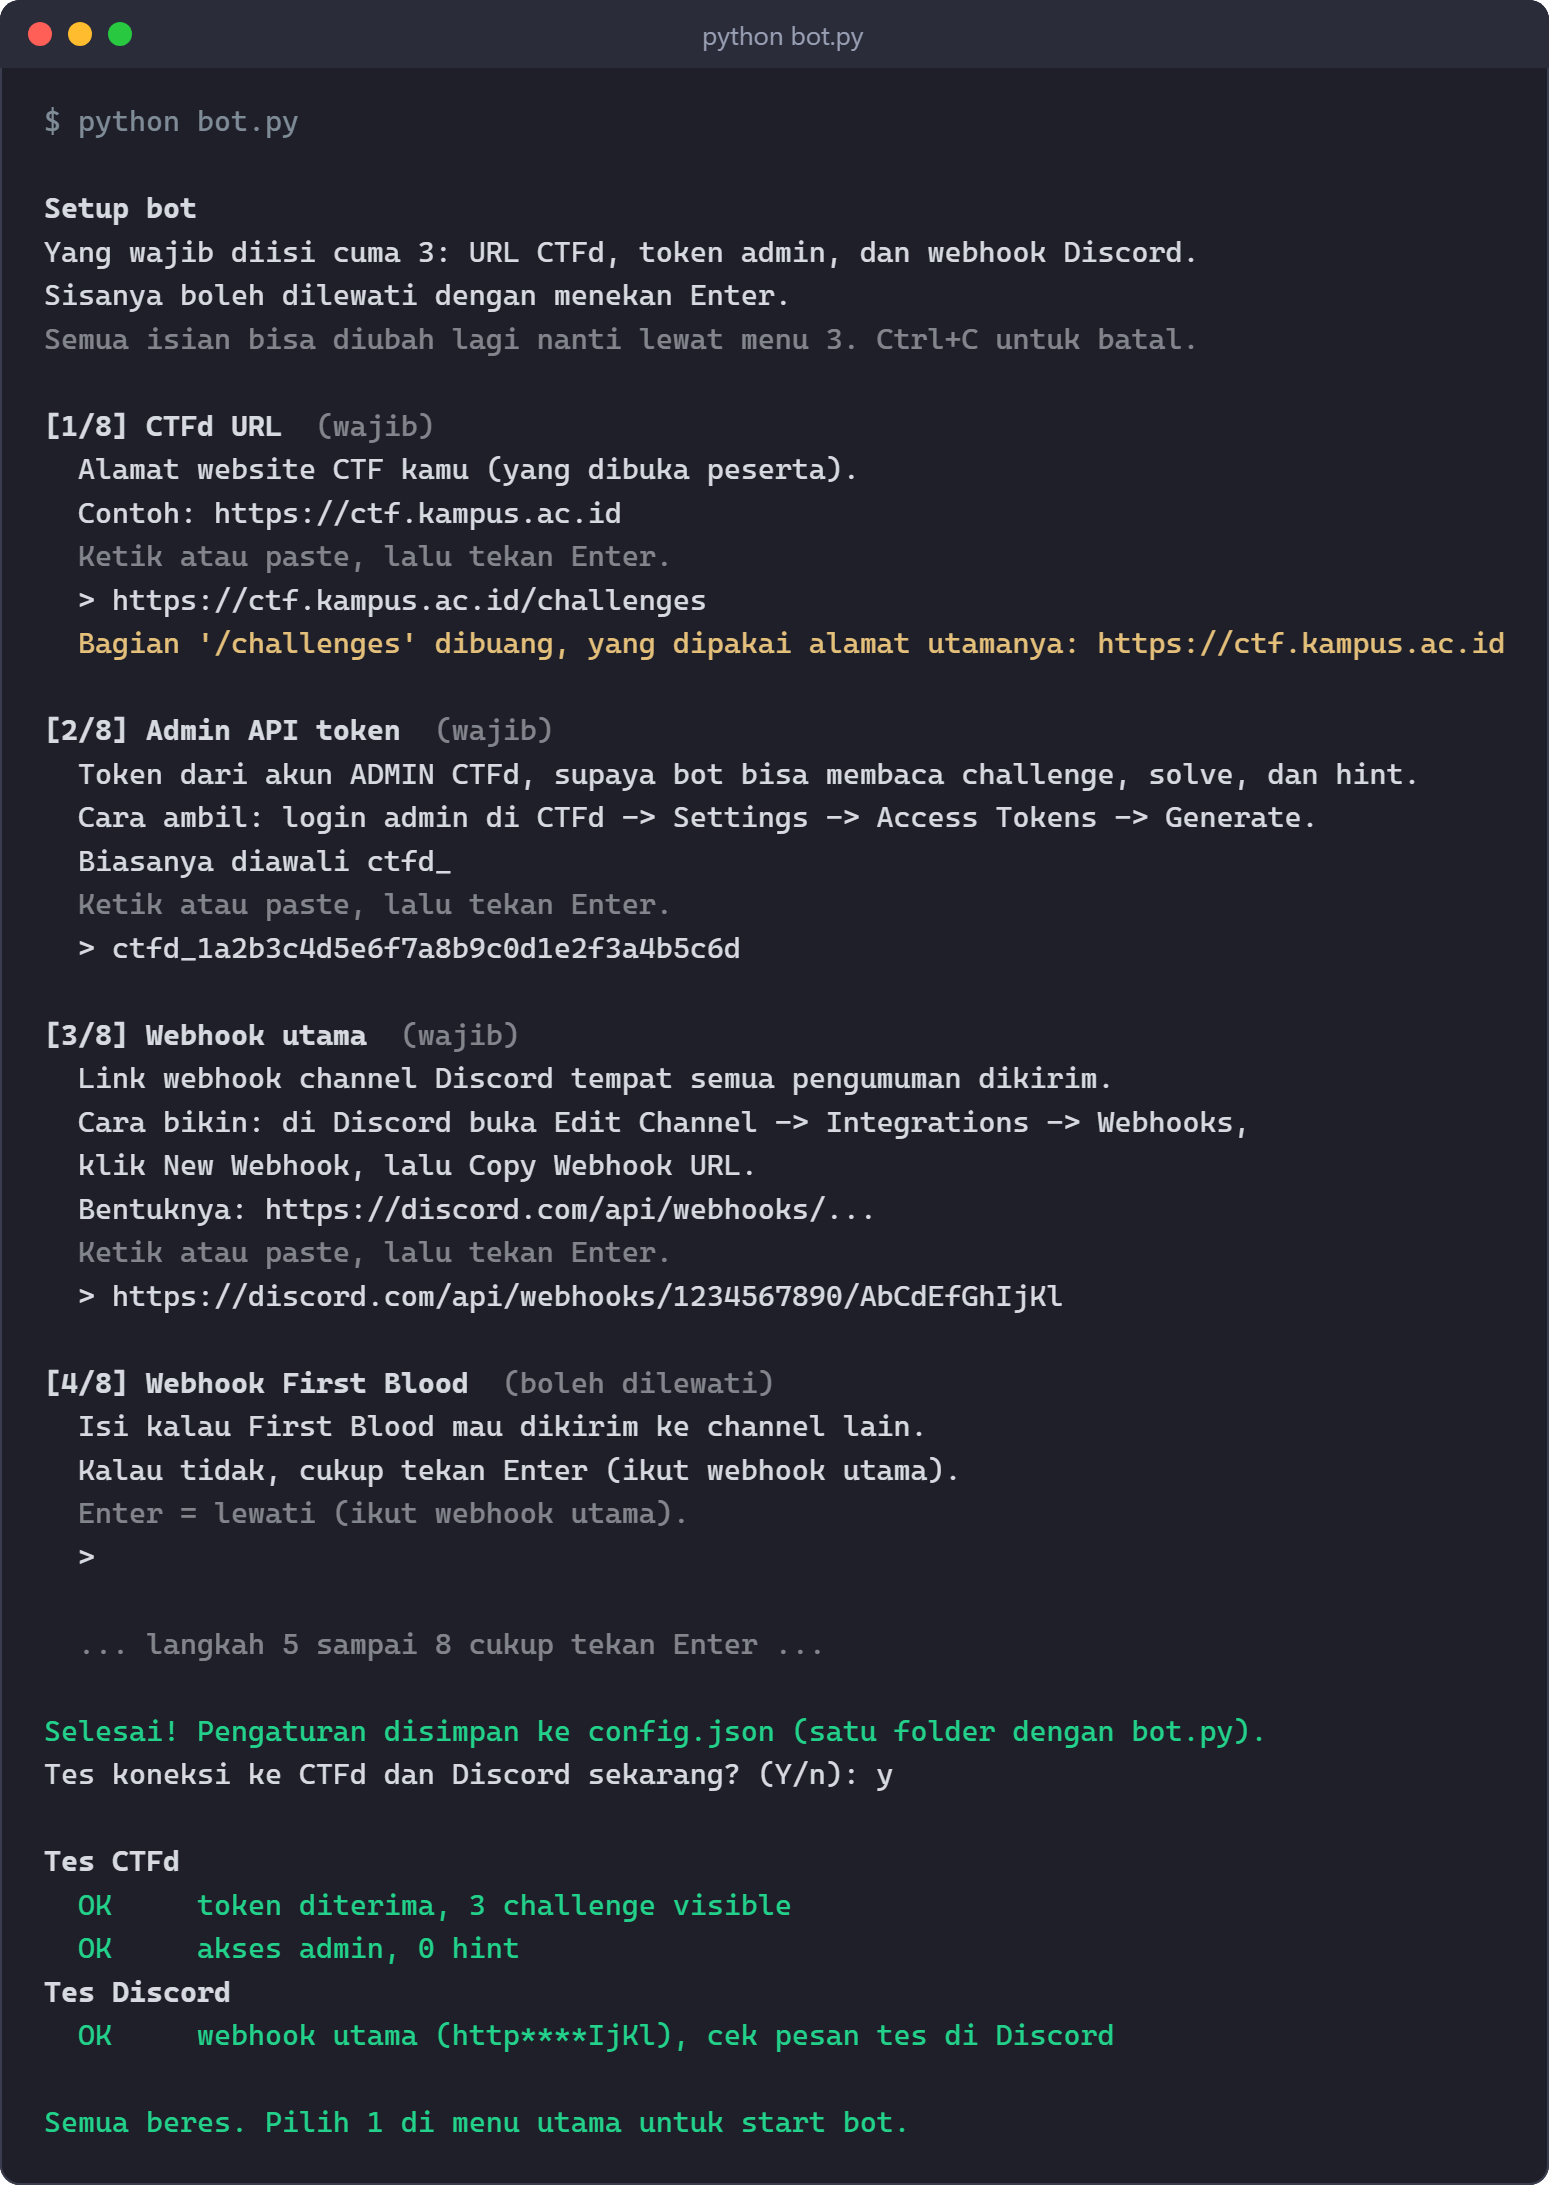 python bot.py
$ python bot.py
Setup bot
Yang wajib diisi cuma 3: URL CTFd, token admin, dan webhook Discord.
Sisanya boleh dilewati dengan menekan Enter.
Semua isian bisa diubah lagi nanti lewat menu 3. Ctrl+C untuk batal.
[1/8] CTFd URL  (wajib)
Alamat website CTF kamu (yang dibuka peserta).
Contoh: https://ctf.kampus.ac.id
Ketik atau paste, lalu tekan Enter.
> https://ctf.kampus.ac.id/challenges
Bagian '/challenges' dibuang, yang dipakai alamat utamanya: https://ctf.kampus.ac.id
[2/8] Admin API token  (wajib)
Token dari akun ADMIN CTFd, supaya bot bisa membaca challenge, solve, dan hint.
Cara ambil: login admin di CTFd -> Settings -> Access Tokens -> Generate.
Biasanya diawali ctfd_
Ketik atau paste, lalu tekan Enter.
> ctfd_1a2b3c4d5e6f7a8b9c0d1e2f3a4b5c6d
[3/8] Webhook utama  (wajib)
Link webhook channel Discord tempat semua pengumuman dikirim.
Cara bikin: di Discord buka Edit Channel -> Integrations -> Webhooks,
klik New Webhook, lalu Copy Webhook URL.
Bentuknya: https://discord.com/api/webhooks/...
Ketik atau paste, lalu tekan Enter.
> https://discord.com/api/webhooks/1234567890/AbCdEfGhIjKl
[4/8] Webhook First Blood  (boleh dilewati)
Isi kalau First Blood mau dikirim ke channel lain.
Kalau tidak, cukup tekan Enter (ikut webhook utama).
Enter = lewati (ikut webhook utama).
>
... langkah 5 sampai 8 cukup tekan Enter ...
Selesai! Pengaturan disimpan ke config.json (satu folder dengan bot.py).
Tes koneksi ke CTFd dan Discord sekarang? (Y/n): y
Tes CTFd
OK     token diterima, 3 challenge visible
OK     akses admin, 0 hint
Tes Discord
OK     webhook utama (http****IjKl), cek pesan tes di Discord
Semua beres. Pilih 1 di menu utama untuk start bot.